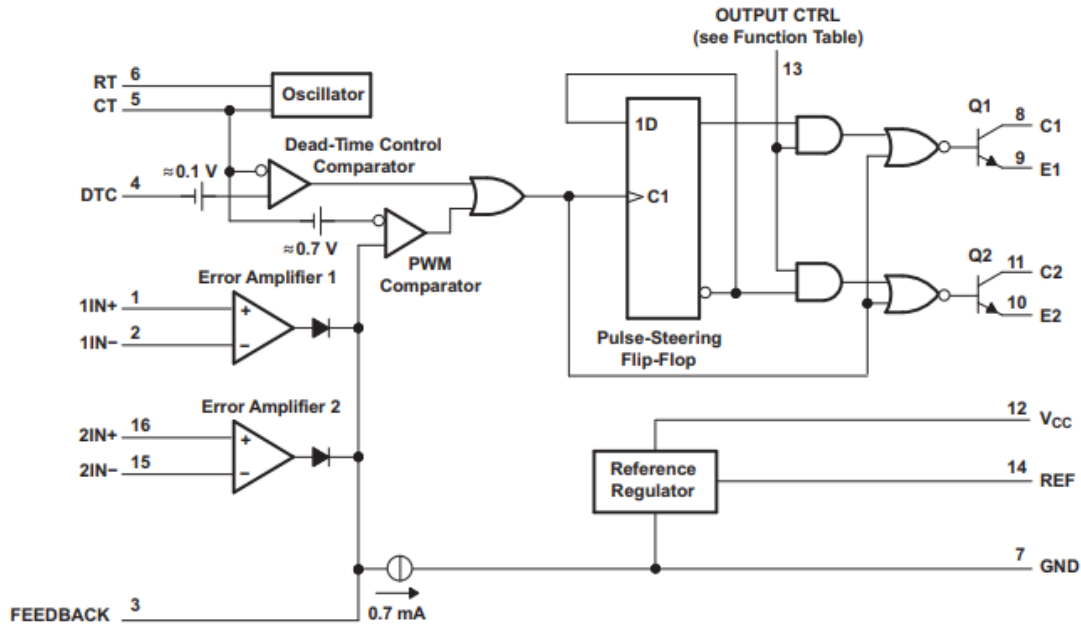 OUTPUT CTRL
(see Function Table)
13
RT 6
CT 5
Oscillator
1D
Q1
8 C1
9 E1
Dead-Time Control
Comparator
≈0.1 V
DTC 4
C1
≈0.7 V
PWM
Comparator
Q2
11 C2
10 E2
Error Amplifier 1
1IN+ 1
+
1IN− 2
−
Pulse-Steering
Flip-Flop
Error Amplifier 2
2IN+ 16
+
2IN− 15
−
12 VCC
Reference
Regulator
14 REF
7 GND
0.7 mA
FEEDBACK 3